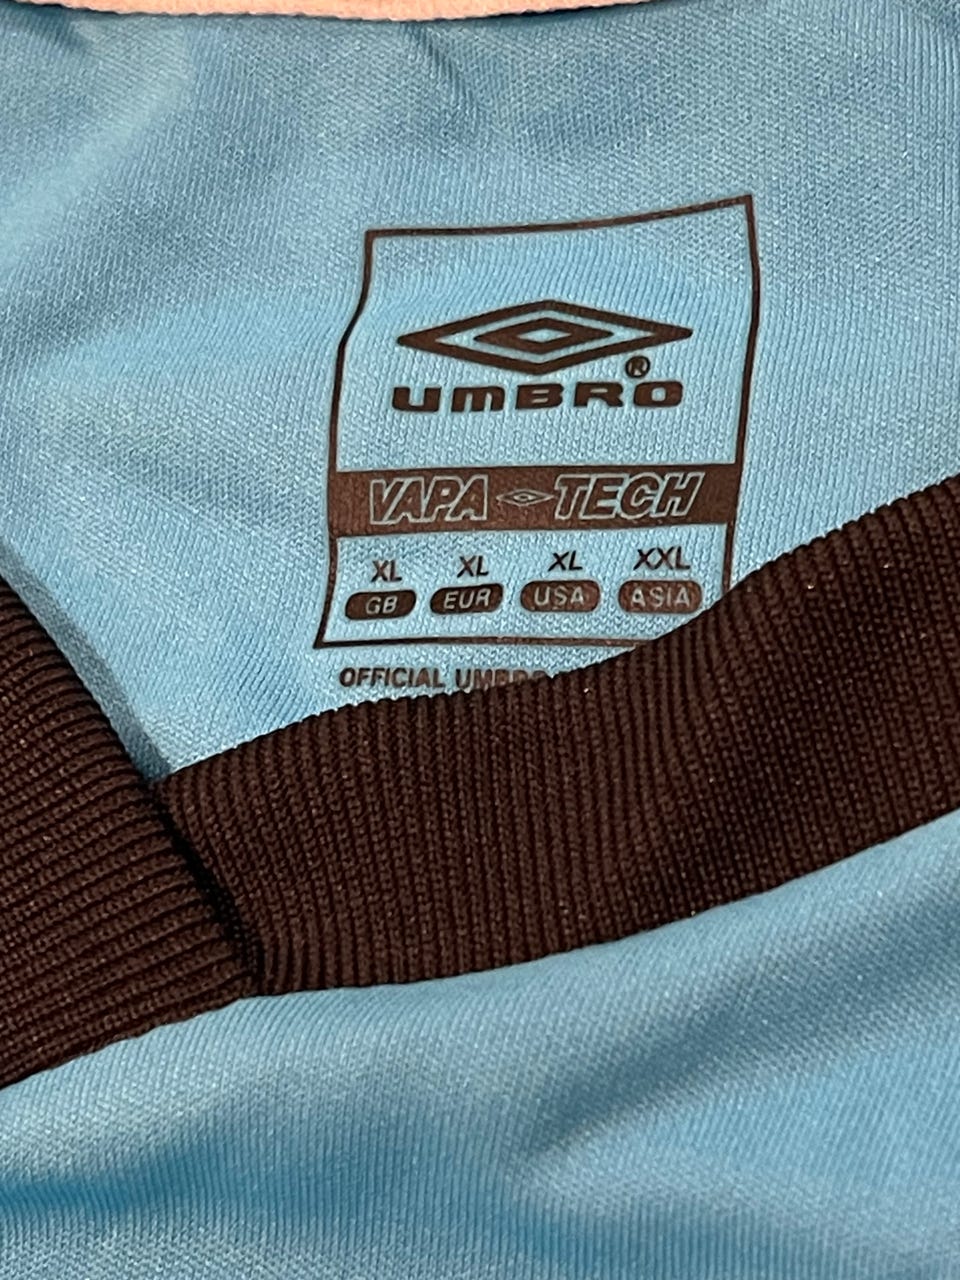 ®
UMBRO
VAPA TECH
XL XL XL XXL
GB EUR USA ASIA
OFFICIAL